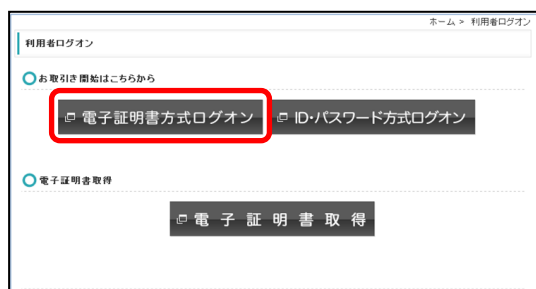 ホーム > 利用者ログオン
利用者ログオン
お取引き開始はこちらから
電子証明書方式ログオン
ID・パスワード方式ログオン
電子証明書取得
電子証明書取得